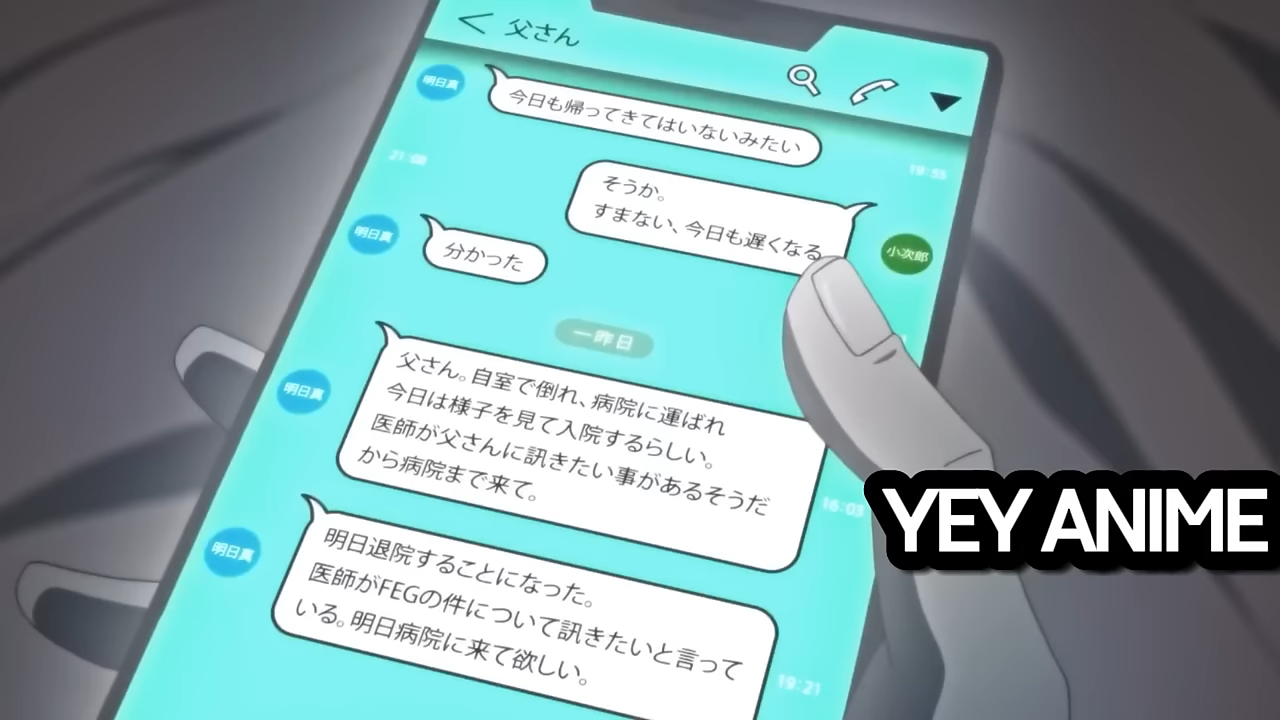 父さん
明日真
今日も帰ってきてはいないみたい
19:55
そうか。
すまない、今日も遅くなる
小次郎
明日真
分かった
一昨日
明日真
父さん。自室で倒れ、病院に運ばれ
今日は様子を見て入院するらしい。
医師が父さんに訊きたい事があるそうだ
から病院まで来て。
16:03
明日真
明日退院することになった。
医師がFEGの件について訊きたいと言って
いる。明日病院に来て欲しい。
19:21
YEY ANIME